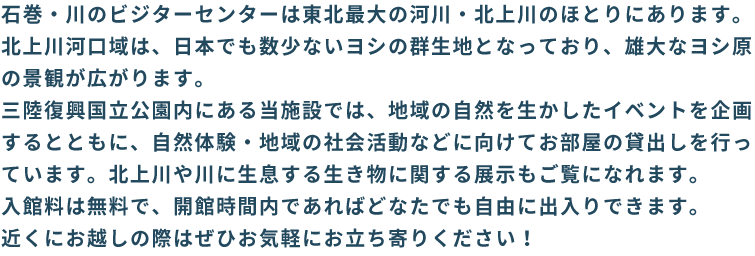 石巻・川のビジターセンターは東北最大の河川・北上川のほとりにあります。
北上川河口域は、日本でも数少ないヨシの群生地となっており、雄大なヨシ原
の景観が広がります。
三陸復興国立公園内にある当施設では、地域の自然を生かしたイベントを企画
するとともに、自然体験・地域の社会活動などに向けてお部屋の貸出しを行っ
ています。北上川や川に生息する生き物に関する展示もご覧になれます。
入館料は無料で、開館時間内であればどなたでも自由に出入りできます。
近くにお越しの際はぜひお気軽にお立ち寄りください！